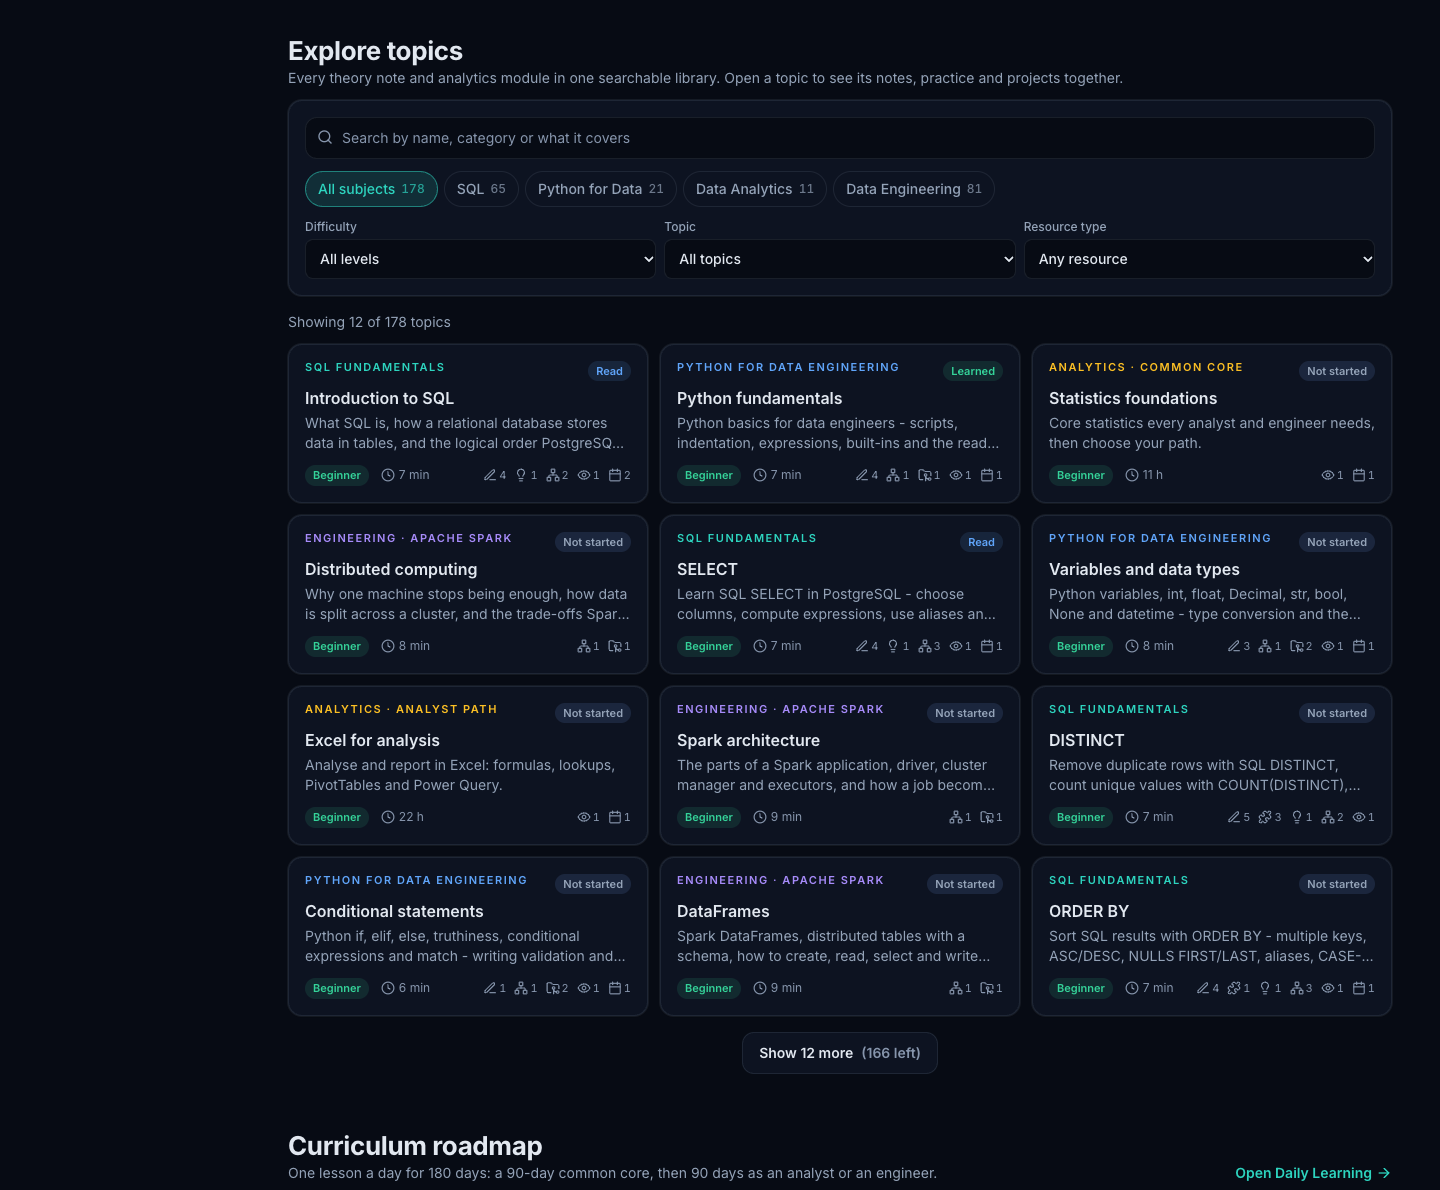 Explore topics
Every theory note and analytics module in one searchable library. Open a topic to see its notes, practice and projects together.
Search by name, category or what it covers
All subjects 178
SQL 65
Python for Data 21
Data Analytics 11
Data Engineering 81
Difficulty
All levels
Topic
All topics
Resource type
Any resource
Showing 12 of 178 topics
SQL FUNDAMENTALS
Read
Introduction to SQL
What SQL is, how a relational database stores
data in tables, and the logical order PostgreSQ...
Beginner 7 min 4 1 2 1 2
PYTHON FOR DATA ENGINEERING
Learned
Python fundamentals
Python basics for data engineers - scripts,
indentation, expressions, built-ins and the read...
Beginner 7 min 4 1 1 1 1
ANALYTICS · COMMON CORE
Not started
Statistics foundations
Core statistics every analyst and engineer needs,
then choose your path.
Beginner 11 h 1 1
ENGINEERING · APACHE SPARK
Not started
Distributed computing
Why one machine stops being enough, how data
is split across a cluster, and the trade-offs Spar...
Beginner 8 min 1 1
SQL FUNDAMENTALS
Read
SELECT
Learn SQL SELECT in PostgreSQL - choose
columns, compute expressions, use aliases an...
Beginner 7 min 4 1 3 1 1
PYTHON FOR DATA ENGINEERING
Not started
Variables and data types
Python variables, int, float, Decimal, str, bool,
None and datetime - type conversion and the...
Beginner 8 min 3 1 2 1 1
ANALYTICS · ANALYST PATH
Not started
Excel for analysis
Analyse and report in Excel: formulas, lookups,
PivotTables and Power Query.
Beginner 22 h 1 1
ENGINEERING · APACHE SPARK
Not started
Spark architecture
The parts of a Spark application, driver, cluster
manager and executors, and how a job becom...
Beginner 9 min 1 1
SQL FUNDAMENTALS
Not started
DISTINCT
Remove duplicate rows with SQL DISTINCT,
count unique values with COUNT(DISTINCT),...
Beginner 7 min 5 3 1 2 1
PYTHON FOR DATA ENGINEERING
Not started
Conditional statements
Python if, elif, else, truthiness, conditional
expressions and match - writing validation and...
Beginner 6 min 1 1 2 1 1
ENGINEERING · APACHE SPARK
Not started
DataFrames
Spark DataFrames, distributed tables with a
schema, how to create, read, select and write...
Beginner 9 min 1 1
SQL FUNDAMENTALS
Not started
ORDER BY
Sort SQL results with ORDER BY - multiple keys,
ASC/DESC, NULLS FIRST/LAST, aliases, CASE-...
Beginner 7 min 4 1 1 3 1 1
Show 12 more (166 left)
Curriculum roadmap
One lesson a day for 180 days: a 90-day common core, then 90 days as an analyst or an engineer.
Open Daily Learning →